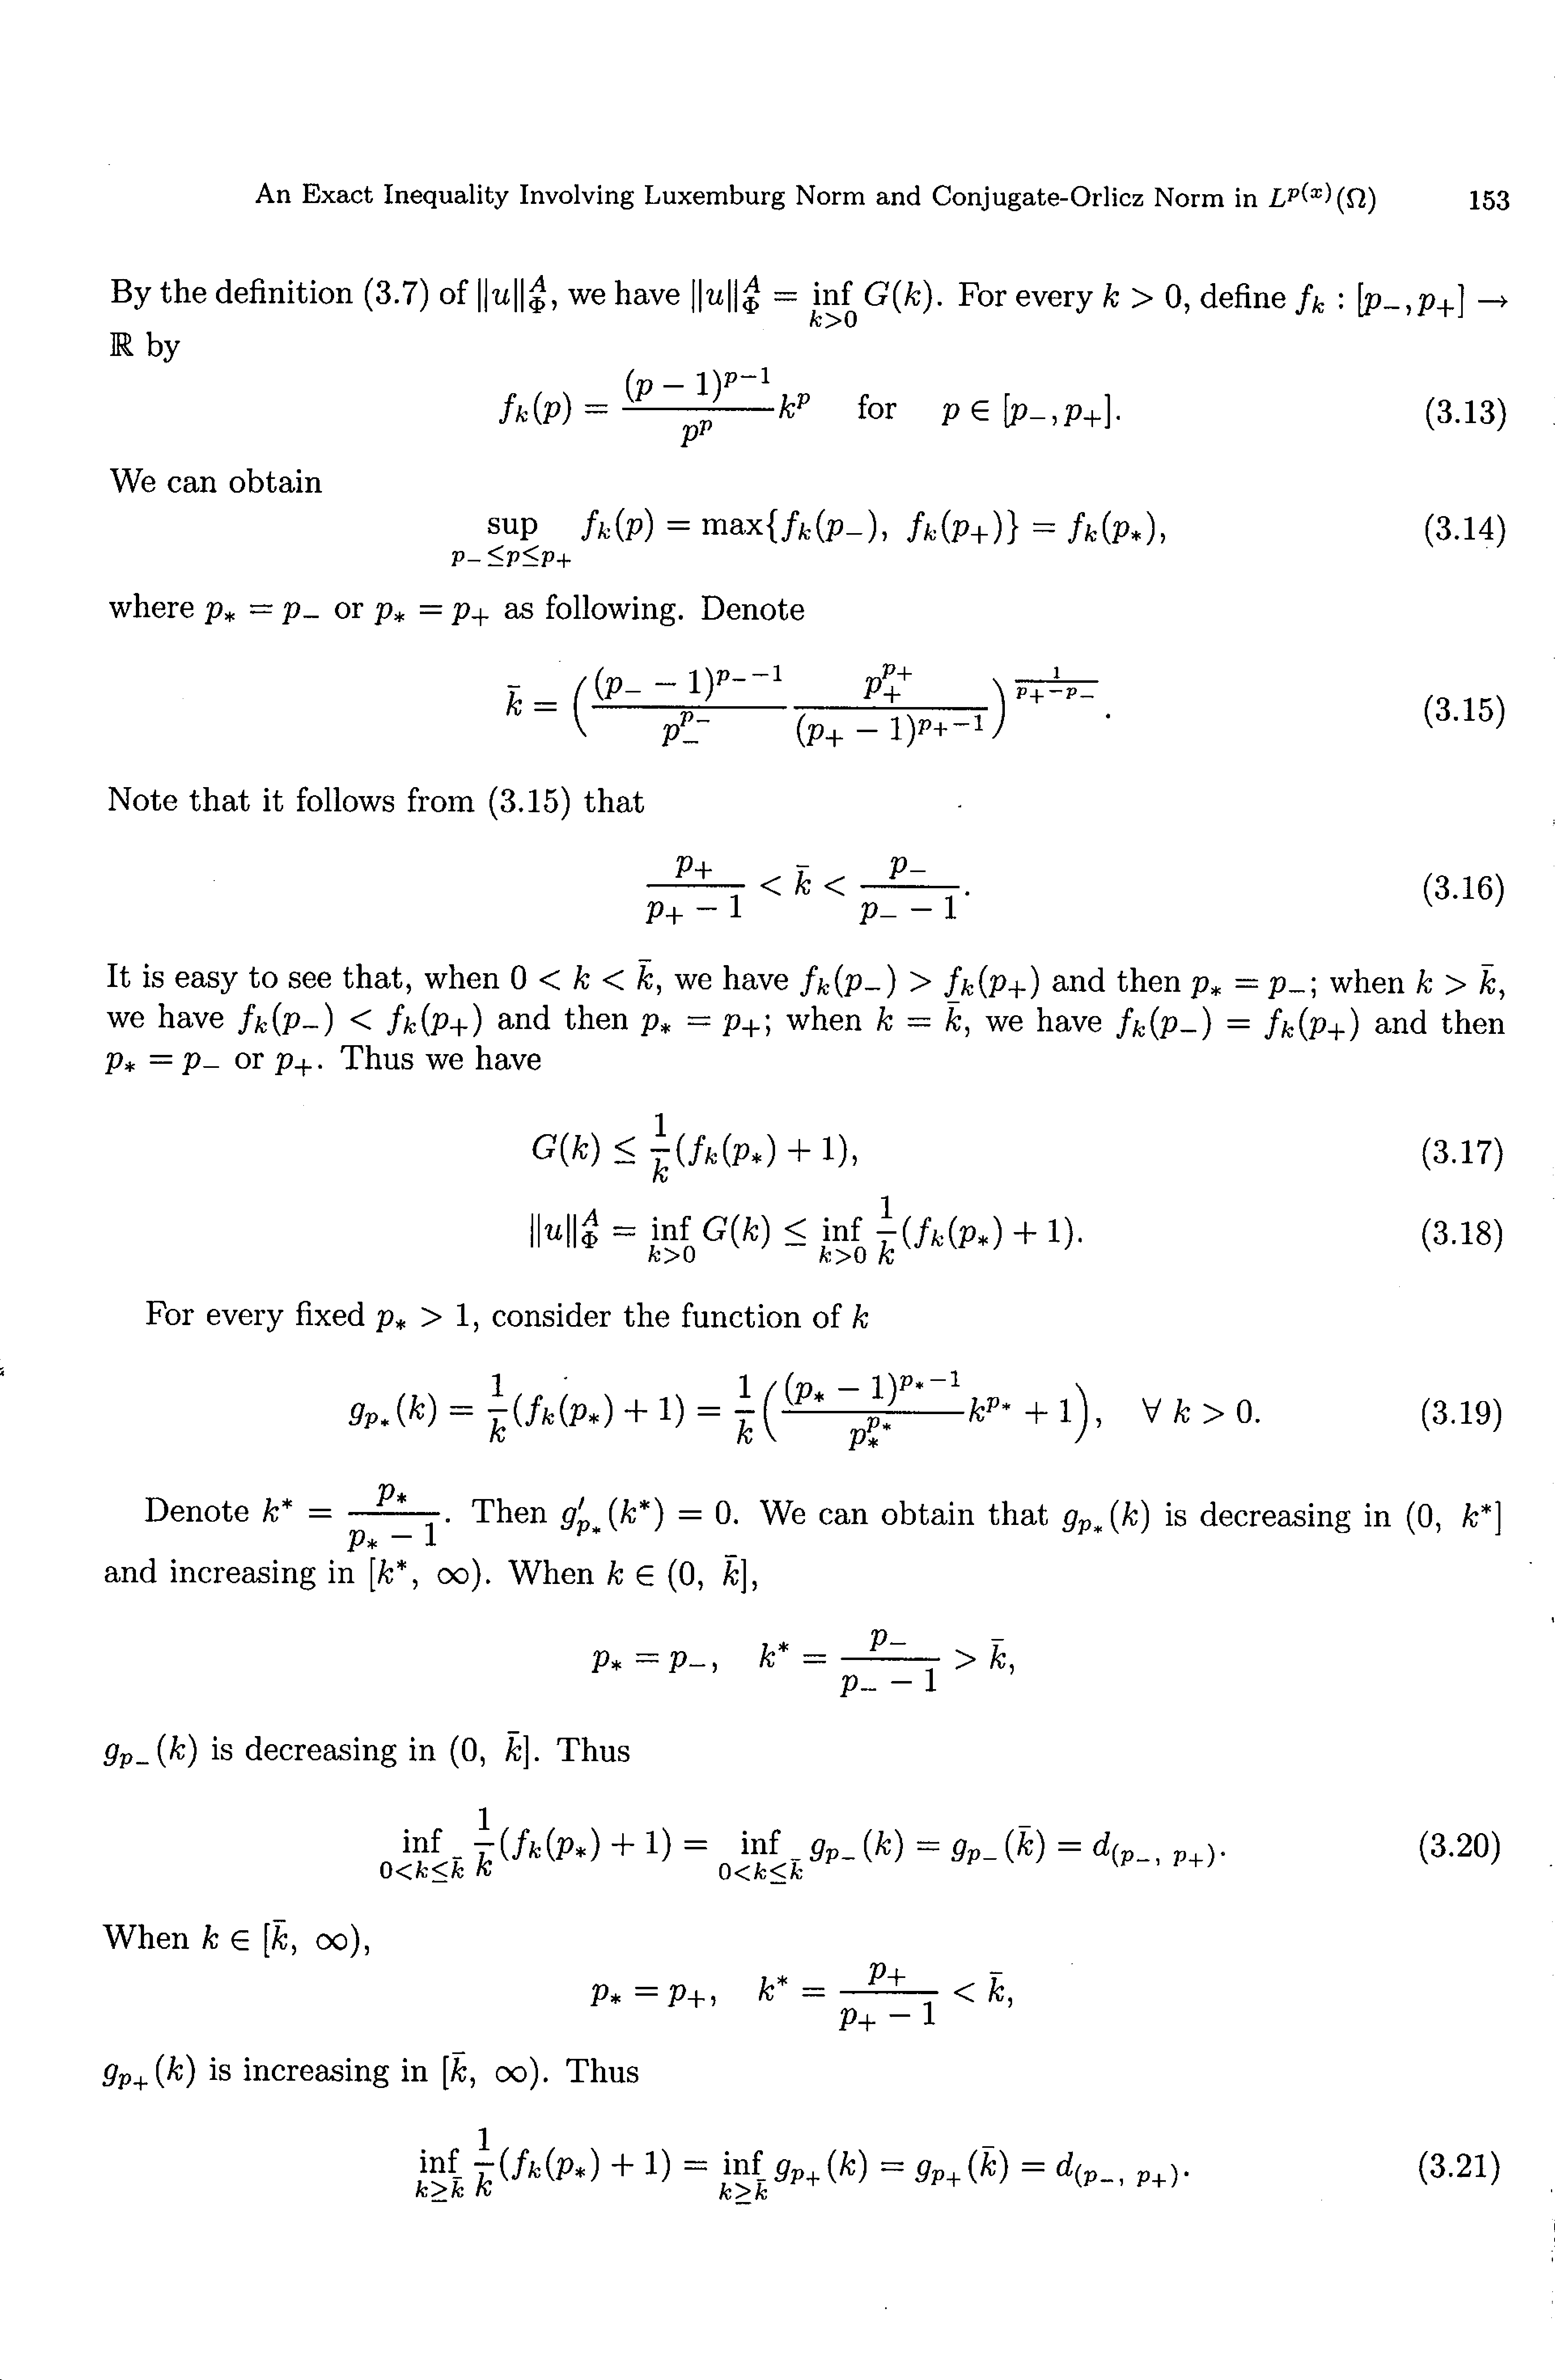 An Exact Inequality Involving Luxemburg Norm and Conjugate-Orlicz Norm in $L^{p(x)}(\Omega)$ 153
By the definition (3.7) of $\|u\|_\Phi^A$, we have $\|u\|_\Phi^A = \inf_{k>0} G(k)$. For every $k > 0$, define $f_k : [p_-, p_+] \to$
$\mathbb{R}$ by
$f_k(p) = \frac{(p-1)^{p-1}}{p^p} k^p$ for $p \in [p_-, p_+]$. (3.13)
We can obtain
$\sup_{p_- \le p \le p_+} f_k(p) = \max\{f_k(p_-), f_k(p_+)\} = f_k(p_*)$, (3.14)
where $p_* = p_-$ or $p_* = p_+$ as following. Denote
$\bar{k} = \left( \frac{(p_- - 1)^{p_- - 1}}{p_-^{p_-}} \frac{p_+^{p_+}}{(p_+ - 1)^{p_+ - 1}} \right)^{\frac{1}{p_+ - p_-}}$. (3.15)
Note that it follows from (3.15) that
$\frac{p_+}{p_+ - 1} < \bar{k} < \frac{p_-}{p_- - 1}$. (3.16)
It is easy to see that, when $0 < k < \bar{k}$, we have $f_k(p_-) > f_k(p_+)$ and then $p_* = p_-$; when $k > \bar{k}$,
we have $f_k(p_-) < f_k(p_+)$ and then $p_* = p_+$; when $k = \bar{k}$, we have $f_k(p_-) = f_k(p_+)$ and then
$p_* = p_-$ or $p_+$. Thus we have
$G(k) \le \frac{1}{k}(f_k(p_*) + 1)$, (3.17)
$\|u\|_\Phi^A = \inf_{k>0} G(k) \le \inf_{k>0} \frac{1}{k}(f_k(p_*) + 1)$. (3.18)
For every fixed $p_* > 1$, consider the function of $k$
$g_{p_*}(k) = \frac{1}{k}(f_k(p_*) + 1) = \frac{1}{k}\left( \frac{(p_* - 1)^{p_* - 1}}{p_*^{p_*}} k^{p_*} + 1 \right), \quad \forall\, k > 0$. (3.19)
Denote $k^* = \frac{p_*}{p_* - 1}$. Then $g'_{p_*}(k^*) = 0$. We can obtain that $g_{p_*}(k)$ is decreasing in $(0, k^*]$
and increasing in $[k^*, \infty)$. When $k \in (0, \bar{k}]$,
$p_* = p_-, \quad k^* = \frac{p_-}{p_- - 1} > \bar{k}$,
$g_{p_-}(k)$ is decreasing in $(0, \bar{k}]$. Thus
$\inf_{0<k\le\bar{k}} \frac{1}{k}(f_k(p_*) + 1) = \inf_{0<k\le\bar{k}} g_{p_-}(k) = g_{p_-}(\bar{k}) = d_{(p_-, p_+)}$. (3.20)
When $k \in [\bar{k}, \infty)$,
$p_* = p_+, \quad k^* = \frac{p_+}{p_+ - 1} < \bar{k}$,
$g_{p_+}(k)$ is increasing in $[\bar{k}, \infty)$. Thus
$\inf_{k\ge\bar{k}} \frac{1}{k}(f_k(p_*) + 1) = \inf_{k\ge\bar{k}} g_{p_+}(k) = g_{p_+}(\bar{k}) = d_{(p_-, p_+)}$. (3.21)